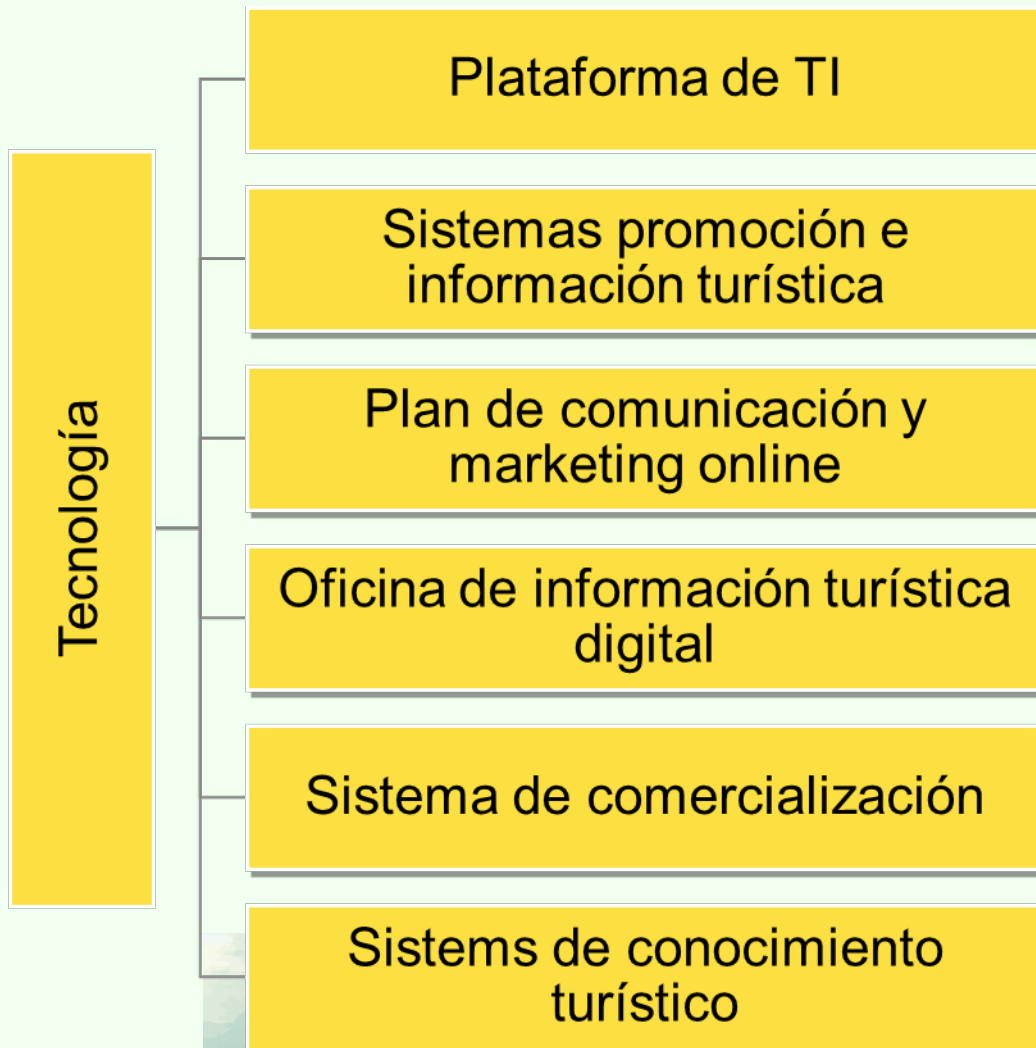 Tecnología
Plataforma de TI
Sistemas promoción e
información turística
Plan de comunicación y
marketing online
Oficina de información turística
digital
Sistema de comercialización
Sistems de conocimiento
turístico